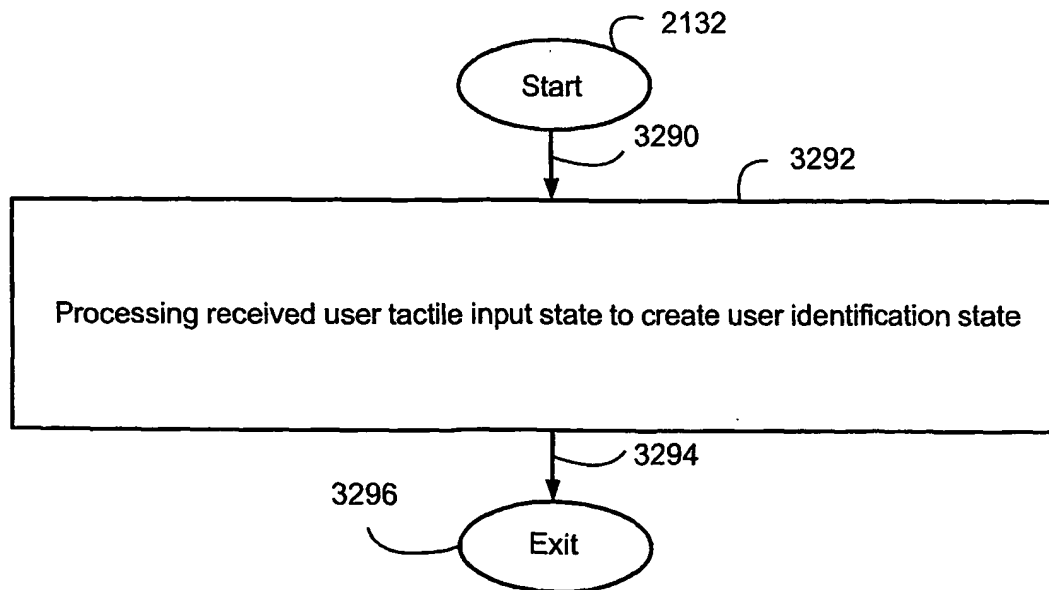 2132
Start
3290
3292
Processing received user tactile input state to create user identification state
3294
3296
Exit